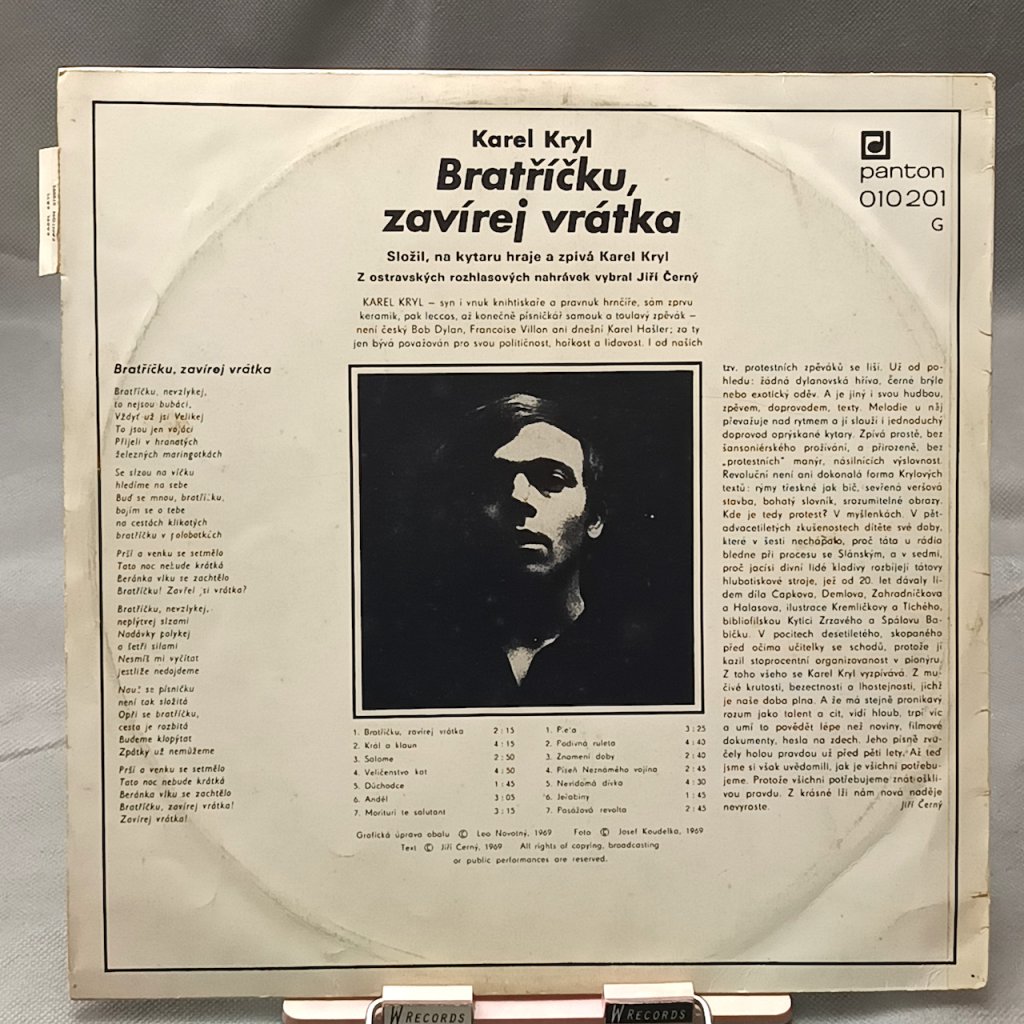 Karel Kryl
Bratříčku,
zavírej vrátka
panton
010 201
G
Složil, na kytaru hraje a zpívá Karel Kryl
Z ostravských rozhlasových nahrávek vybral Jiří Černý
KAREL KRYL — syn i vnuk knihtiskaře a pravnuk hrnčíře, sám zprvu
keramik, pak leccos, až konečně písničkář samouk a toulavý zpěvák —
není český Bob Dylan, Francoise Villon ani dnešní Karel Hašler; za ty
jen bývá považován pro svou političnost, hořkost a lidovost. I od našich
Bratříčku, zavírej vrátka
Bratříčku, nevzlykej,
to nejsou bubáci,
Vždyť už jsi velikej
To jsou jen vojáci
Přijeli v hranatých
železných maringotkách
Se slzou na víčku
hledíme na sebe
Buď se mnou, bratříčku,
bojím se o tebe
na cestách klikatých
bratříčku v polobotkách
Prší a venku se setmělo
Tato noc nebude krátká
Beránka vlku se zachtělo
Bratříčku! Zavřel si vrátka?
Bratříčku, nevzlykej,
neplýtvej slzami
Nadávky polykej
a šetři silami
Nesmíš mi vyčítat
jestliže nedojdeme
Nauč se písničku
není tak složitá
Opři se bratříčku,
cesta je rozbitá
Budeme klopýtat
Zpátky už nemůžeme
Prší a venku se setmělo
Tato noc nebude krátká
Beránka vlku se zachtělo
Bratříčku, zavírej vrátka!
Zavírej vrátka!
tzv. protestních zpěváků se liší. Už od po-
hledu: žádná dylanovská hříva, černé brýle
nebo exotický oděv. A je jiný i svou hudbou,
zpěvem, doprovodem, texty. Melodie u něj
převažuje nad rytmem a jí slouží i jednoduchý
doprovod oprýskané kytary. Zpívá prostě, bez
šansoniérského prožívání, a přirozeně, bez
„protestních" manýr, násilnících výslovnost.
Revoluční není ani dokonalá forma Krylových
textů: rýmy třeskné jak bič, sevřená veršová
stavba, bohatý slovník, srozumitelné obrazy.
Kde je tedy protest? V myšlenkách. V pět-
advacetiletých zkušenostech dítěte své doby,
které v šesti nechápalo, proč táta u rádia
bledne při procesu se Slánským, a v sedmi,
proč jacísi divní lidé kladivy rozbíjejí tátovy
hlubotiskové stroje, jež od 20. let dávaly li-
dem díla Čapkova, Demlova, Zahradníčkova
a Halasova, ilustrace Kremličkovy a Tichého,
bibliofilskou Kytici Zrzavého a Špálovu Ba-
bičku. V pocitech desetiletého, skopaného
před očima učitelky se schodů, protože jí
kazil stoprocentní organizovanost v pionýru.
Z toho všeho se Karel Kryl vyzpívává. Z mu-
čivé krutosti, bezectnosti a lhostejnosti, jichž
je naše doba plna. A že má stejně pronikavý
rozum jako talent a cit, vidí hloub, trpí víc
a umí to povědět lépe než noviny, filmové
dokumenty, hesla na zdech. Jeho písně zvu-
čely holou pravdou už před pěti lety. Až teď
jsme si však uvědomili, jak je všichni potřebu-
jeme. Protože všichni potřebujeme znát oškli-
vou pravdu. Z krásné lži nám nová naděje
nevyroste.
Jiří Černý
1. Bratříčku, zavírej vrátka 2:15
2. Král a klaun 4:15
3. Salome 2:50
4. Veličenstvo kat 4:50
5. Důchodce 1:45
6. Anděl 3:05
7. Morituri te salutant 3:15
1. Pieta 3:25
2. Podivná ruleta 4:40
3. Znamení doby 2:40
4. Píseň Neznámého vojína 2:45
5. Nevidomá dívka 4:30
6. Jeřabiny 1:45
7. Pasážová revolta 2:45
Grafická úprava obalu © Leo Novotný, 1969 Foto © Josef Koudelka, 1969
Text © Jiří Černý, 1969 All rights of copying, broadcasting
or public performances are reserved.
W RECORDS
W RECORDS